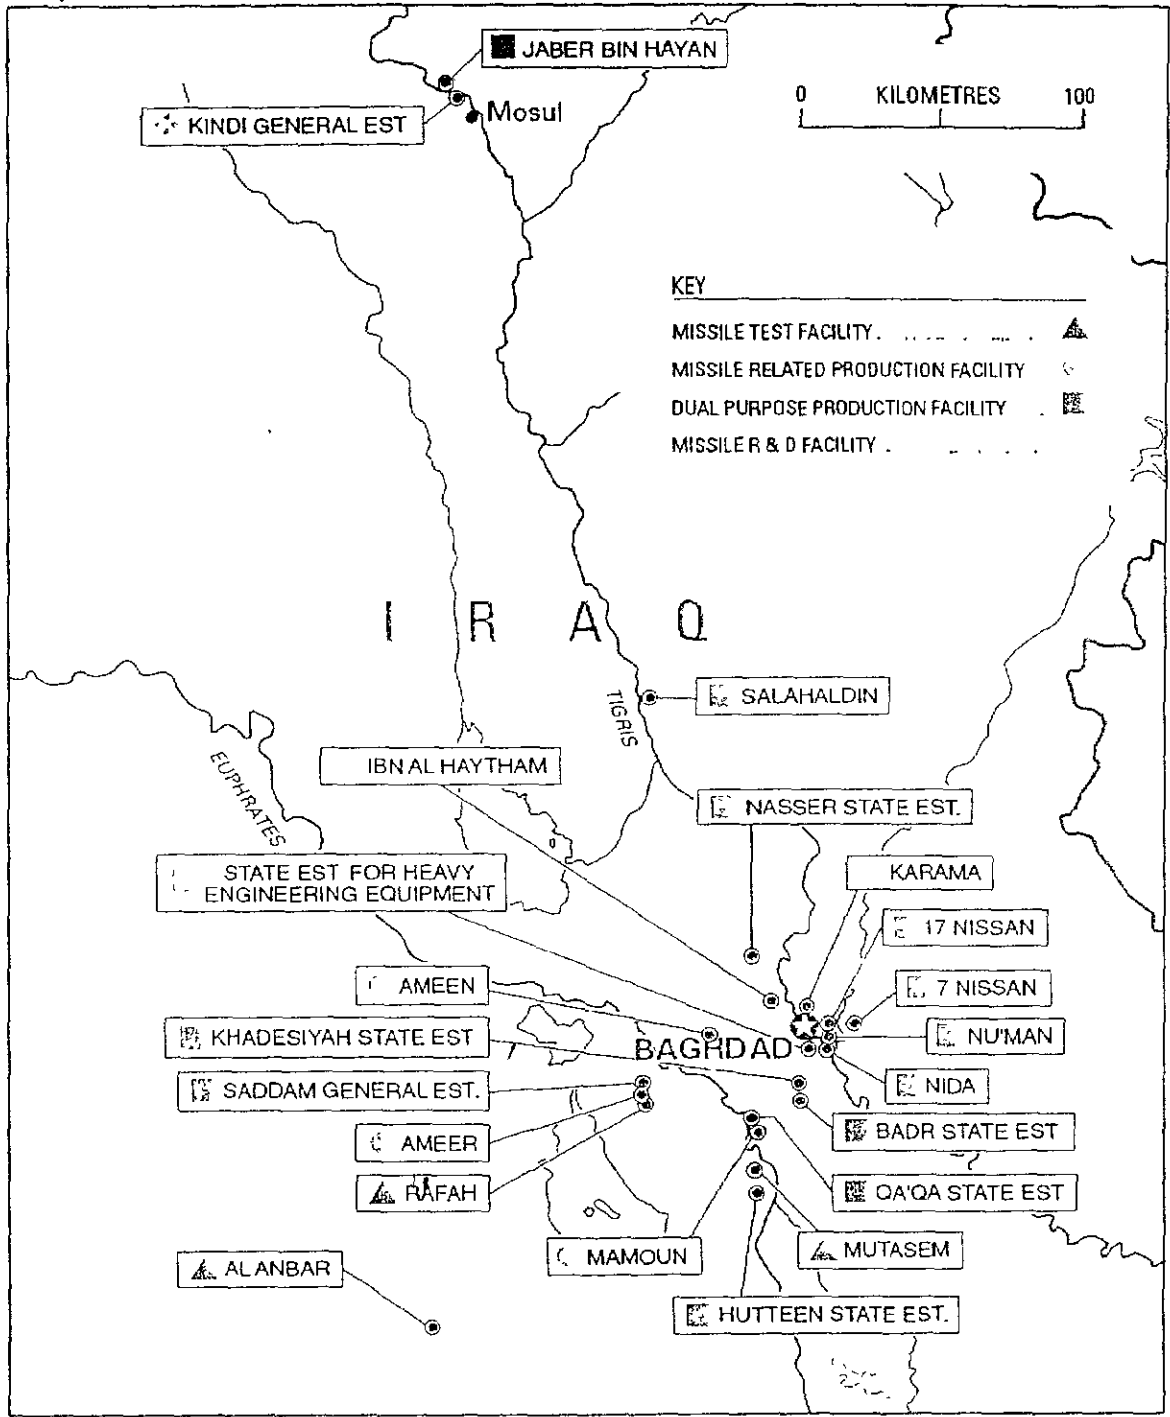 JABER BIN HAYAN
0 KILOMETRES 100
KINDI GENERAL EST
Mosul
KEY
MISSILE TEST FACILITY
MISSILE RELATED PRODUCTION FACILITY
DUAL PURPOSE PRODUCTION FACILITY
MISSILE R & D FACILITY
IRAQ
SALAHALDIN
TIGRIS
IBN AL HAYTHAM
EUPHRATES
NASSER STATE EST.
STATE EST FOR HEAVY
ENGINEERING EQUIPMENT
KARAMA
17 NISSAN
AMEEN
7 NISSAN
KHADESIYAH STATE EST
BAGHDAD
NU'MAN
SADDAM GENERAL EST.
NIDA
AMEER
BADR STATE EST
RAFAH
QA'QA STATE EST
MAMOUN
MUTASEM
AL ANBAR
HUTTEEN STATE EST.